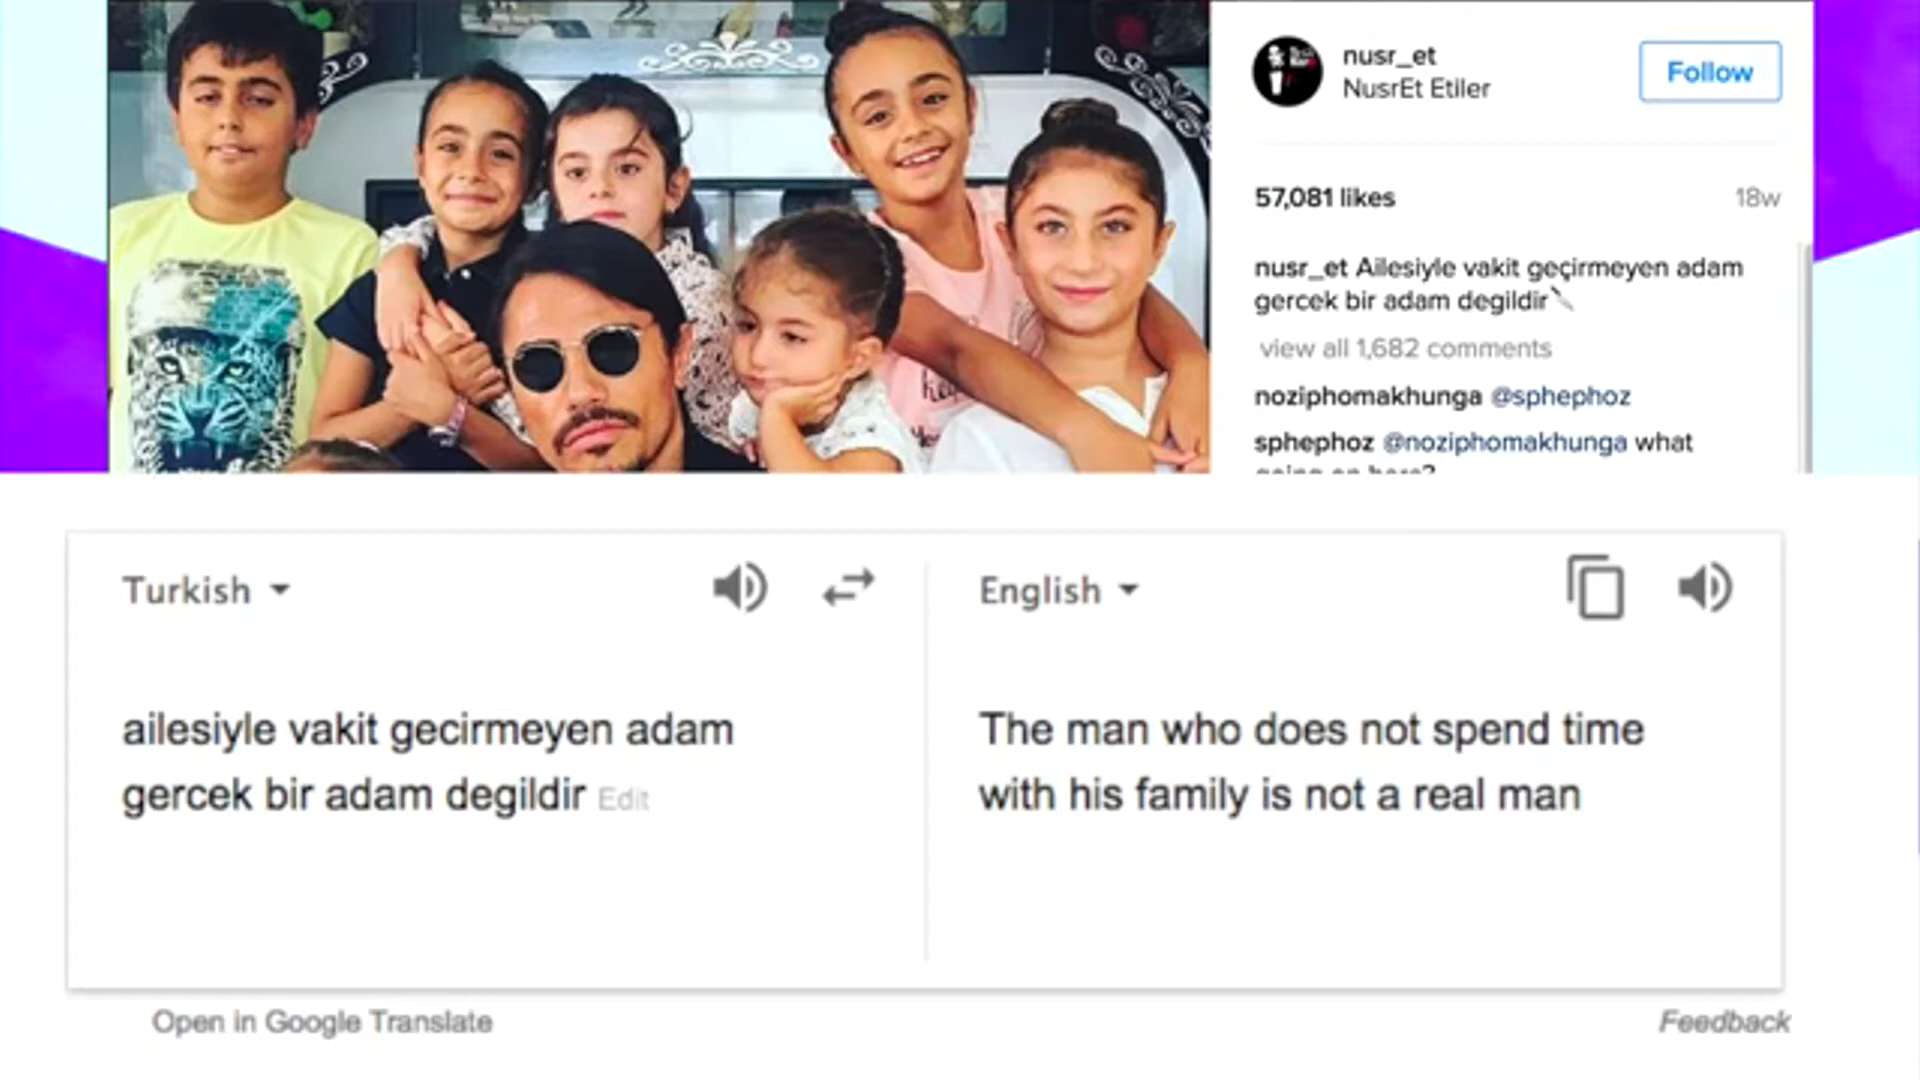 nusr_et
NusrEt Etiler
Follow
57,081 likes
18w
nusr_et Ailesiyle vakit geçirmeyen adam
gercek bir adam degildir
view all 1,682 comments
noziphomakhunga @sphephoz
sphephoz @noziphomakhunga what
going on here?
Turkish
English
ailesiyle vakit gecirmeyen adam
gercek bir adam degildir Edit
The man who does not spend time
with his family is not a real man
Open in Google Translate
Feedback